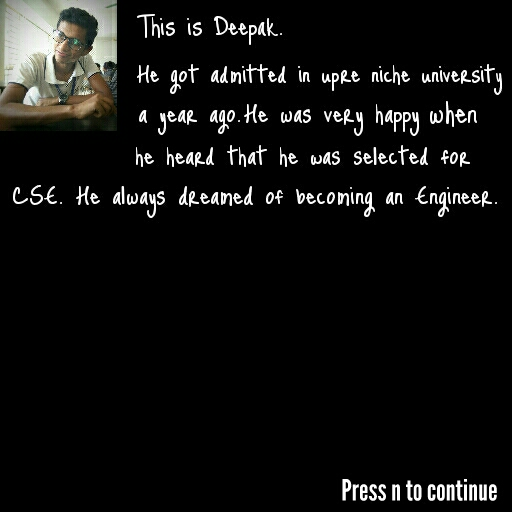 This is Deepak.
He got admitted in upre niche university
a year ago.He was very happy when
he heard that he was selected for
CSE. He always dreamed of becoming an Engineer.
Press n to continue